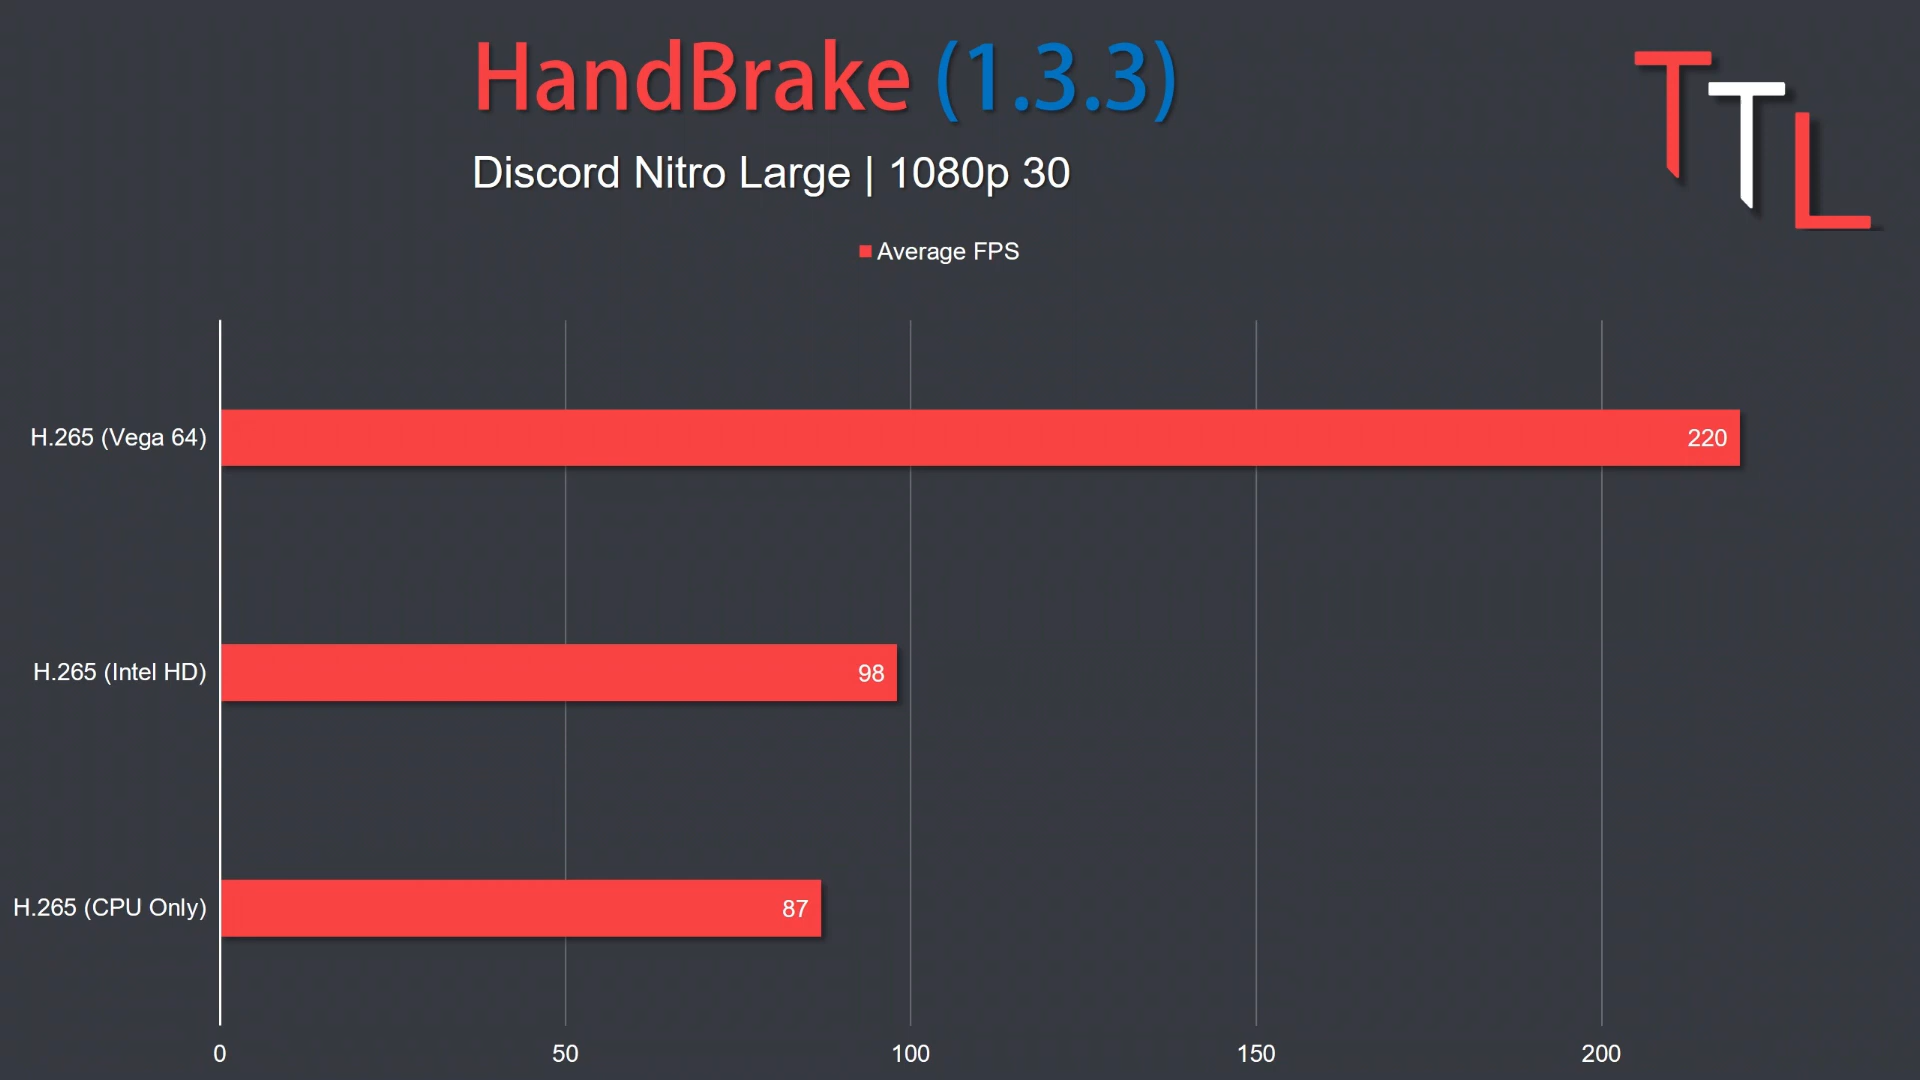 HandBrake (1.3.3)
Discord Nitro Large | 1080p 30
TTL
Average FPS
H.265 (Vega 64)
220
H.265 (Intel HD)
98
H.265 (CPU Only)
87
0
50
100
150
200